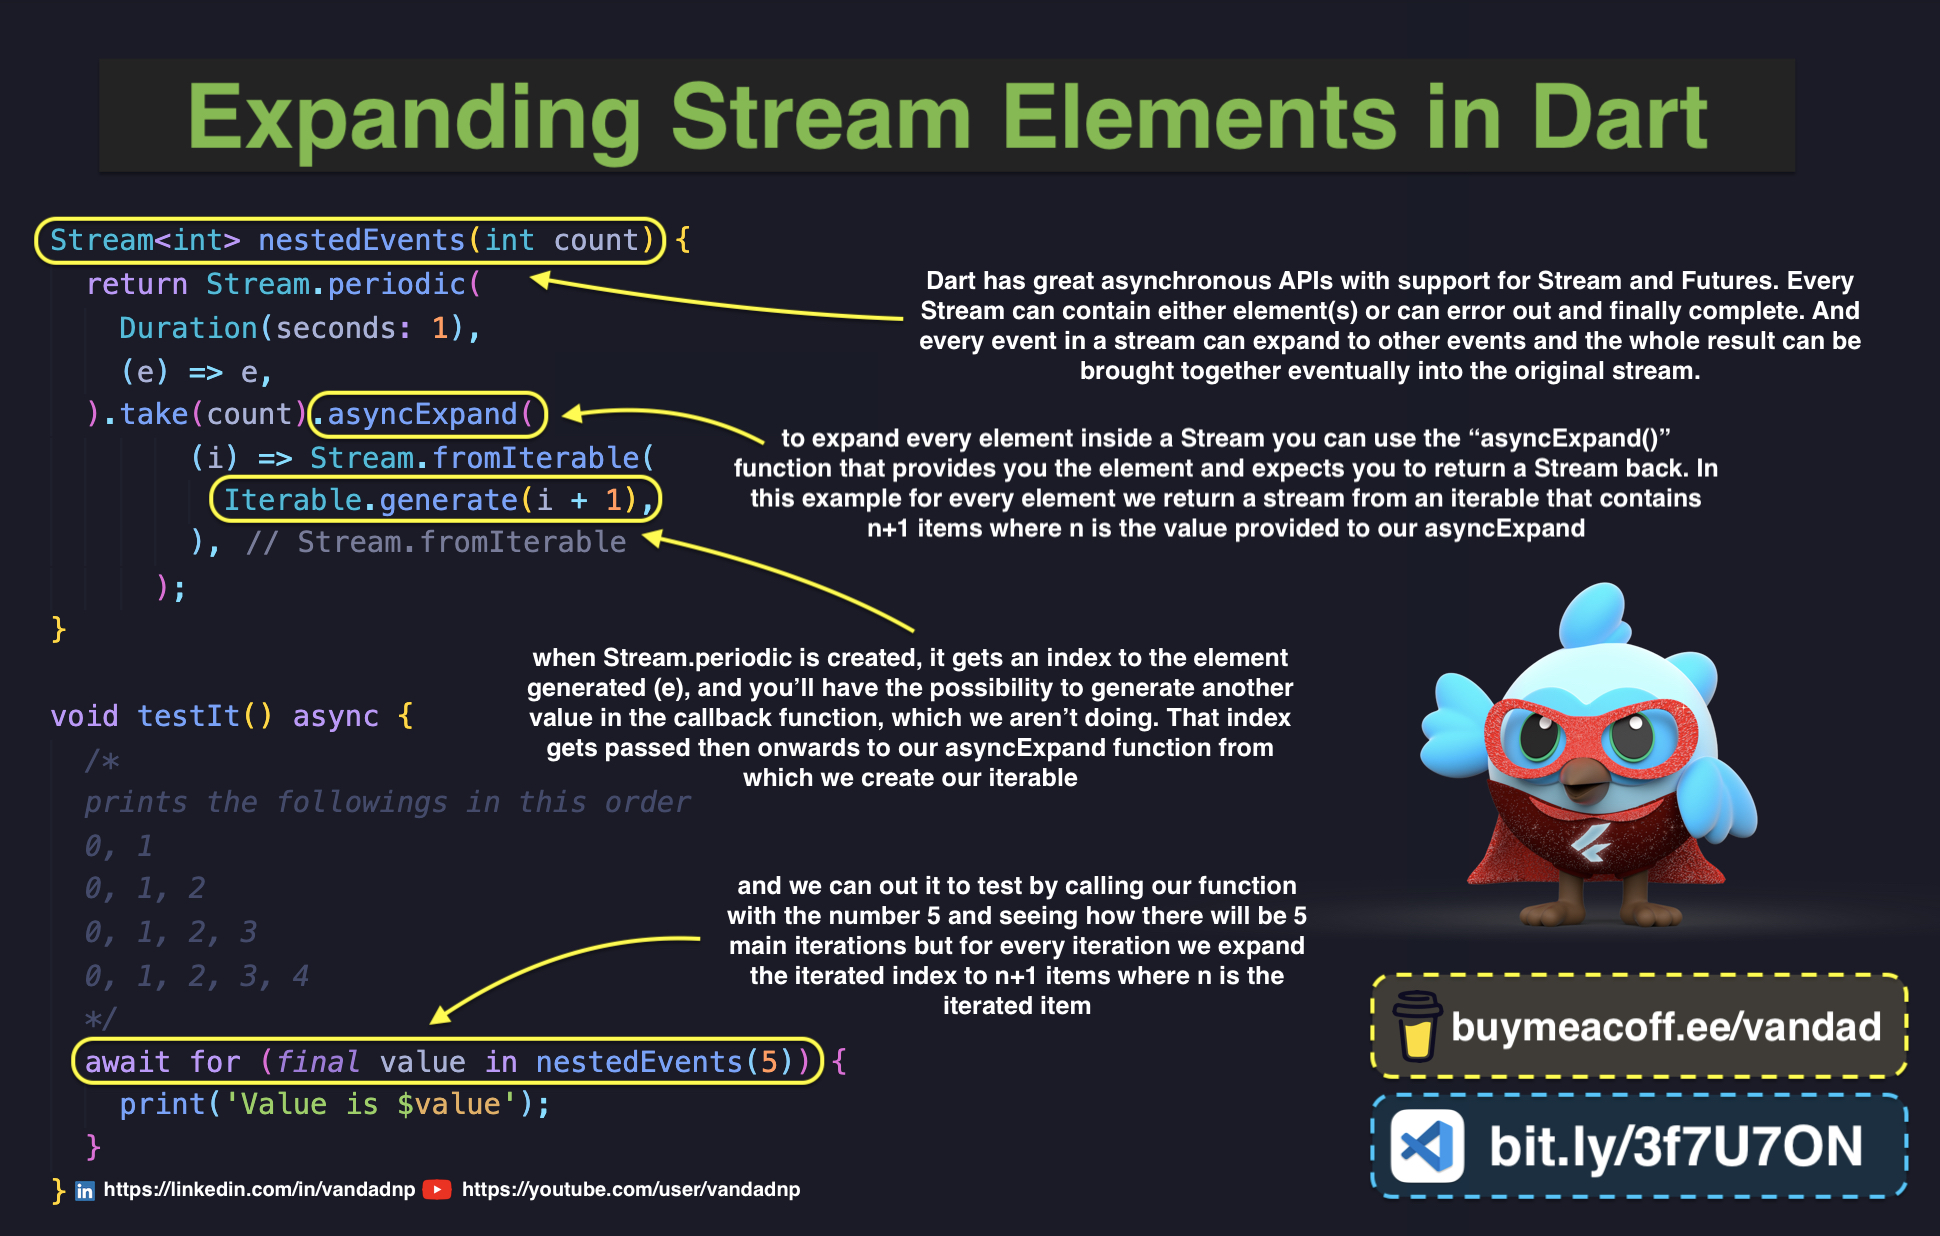 Expanding Stream Elements in Dart
Stream<int> nestedEvents(int count) {
return Stream.periodic(
Duration(seconds: 1),
(e) => e,
).take(count).asyncExpand(
(i) => Stream.fromIterable(
Iterable.generate(i + 1),
), // Stream.fromIterable
);
}
Dart has great asynchronous APIs with support for Stream and Futures. Every
Stream can contain either element(s) or can error out and finally complete. And
every event in a stream can expand to other events and the whole result can be
brought together eventually into the original stream.
to expand every element inside a Stream you can use the “asyncExpand()”
function that provides you the element and expects you to return a Stream back. In
this example for every element we return a stream from an iterable that contains
n+1 items where n is the value provided to our asyncExpand
when Stream.periodic is created, it gets an index to the element
generated (e), and you’ll have the possibility to generate another
value in the callback function, which we aren’t doing. That index
gets passed then onwards to our asyncExpand function from
which we create our iterable
void testIt() async {
/*
prints the followings in this order
0, 1
0, 1, 2
0, 1, 2, 3
0, 1, 2, 3, 4
*/
await for (final value in nestedEvents(5)) {
print('Value is $value');
}
}
and we can out it to test by calling our function
with the number 5 and seeing how there will be 5
main iterations but for every iteration we expand
the iterated index to n+1 items where n is the
iterated item
buymeacoff.ee/vandad
bit.ly/3f7U7ON
in https://linkedin.com/in/vandadnp https://youtube.com/user/vandadnp